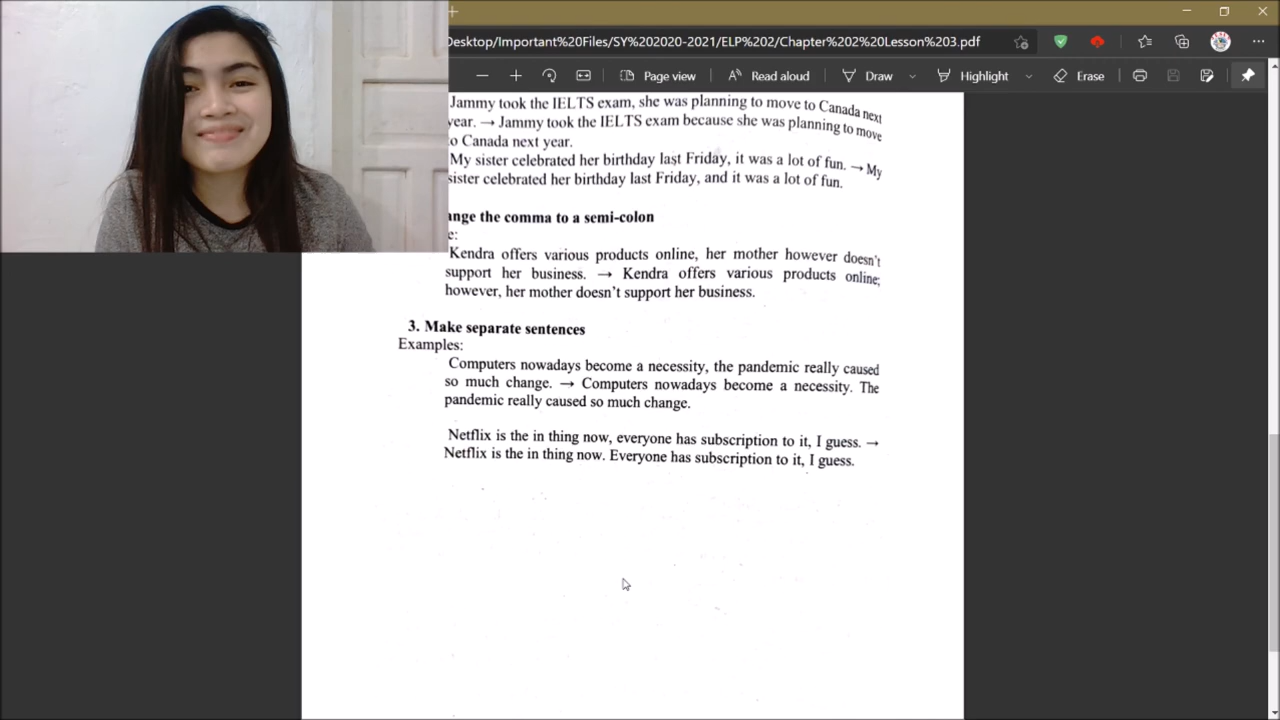 Desktop/Important%20Files/SY%202020-2021/ELP%202/Chapter%202%20Lesson%203.pdf
Page view
Read aloud
Draw
Highlight
Erase
Jammy took the IELTS exam, she was planning to move to Canada next
year. → Jammy took the IELTS exam because she was planning to move
o Canada next year.
My sister celebrated her birthday last Friday, it was a lot of fun. → My
sister celebrated her birthday last Friday, and it was a lot of fun.
ange the comma to a semi-colon
e:
Kendra offers various products online, her mother however doesn't
support her business. → Kendra offers various products online;
however, her mother doesn't support her business.
3. Make separate sentences
Examples:
Computers nowadays become a necessity, the pandemic really caused
so much change. → Computers nowadays become a necessity. The
pandemic really caused so much change.
Netflix is the in thing now, everyone has subscription to it, I guess. →
Netflix is the in thing now. Everyone has subscription to it, I guess.